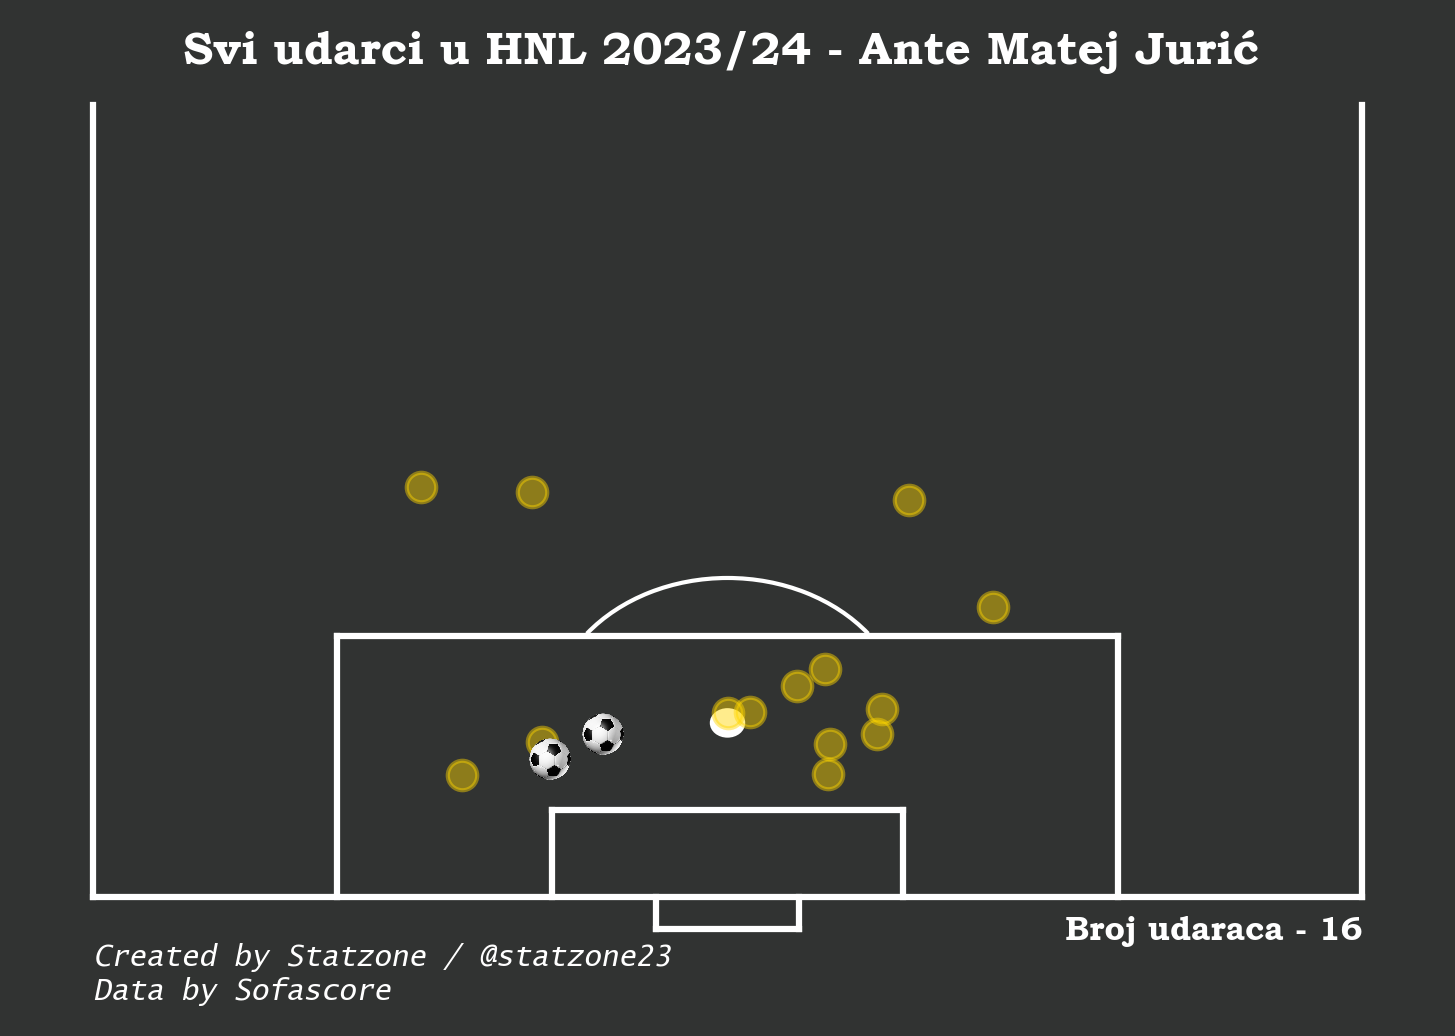 Svi udarci u HNL 2023/24 - Ante Matej Jurić
Broj udaraca - 16
Created by Statzone / @statzone23
Data by Sofascore